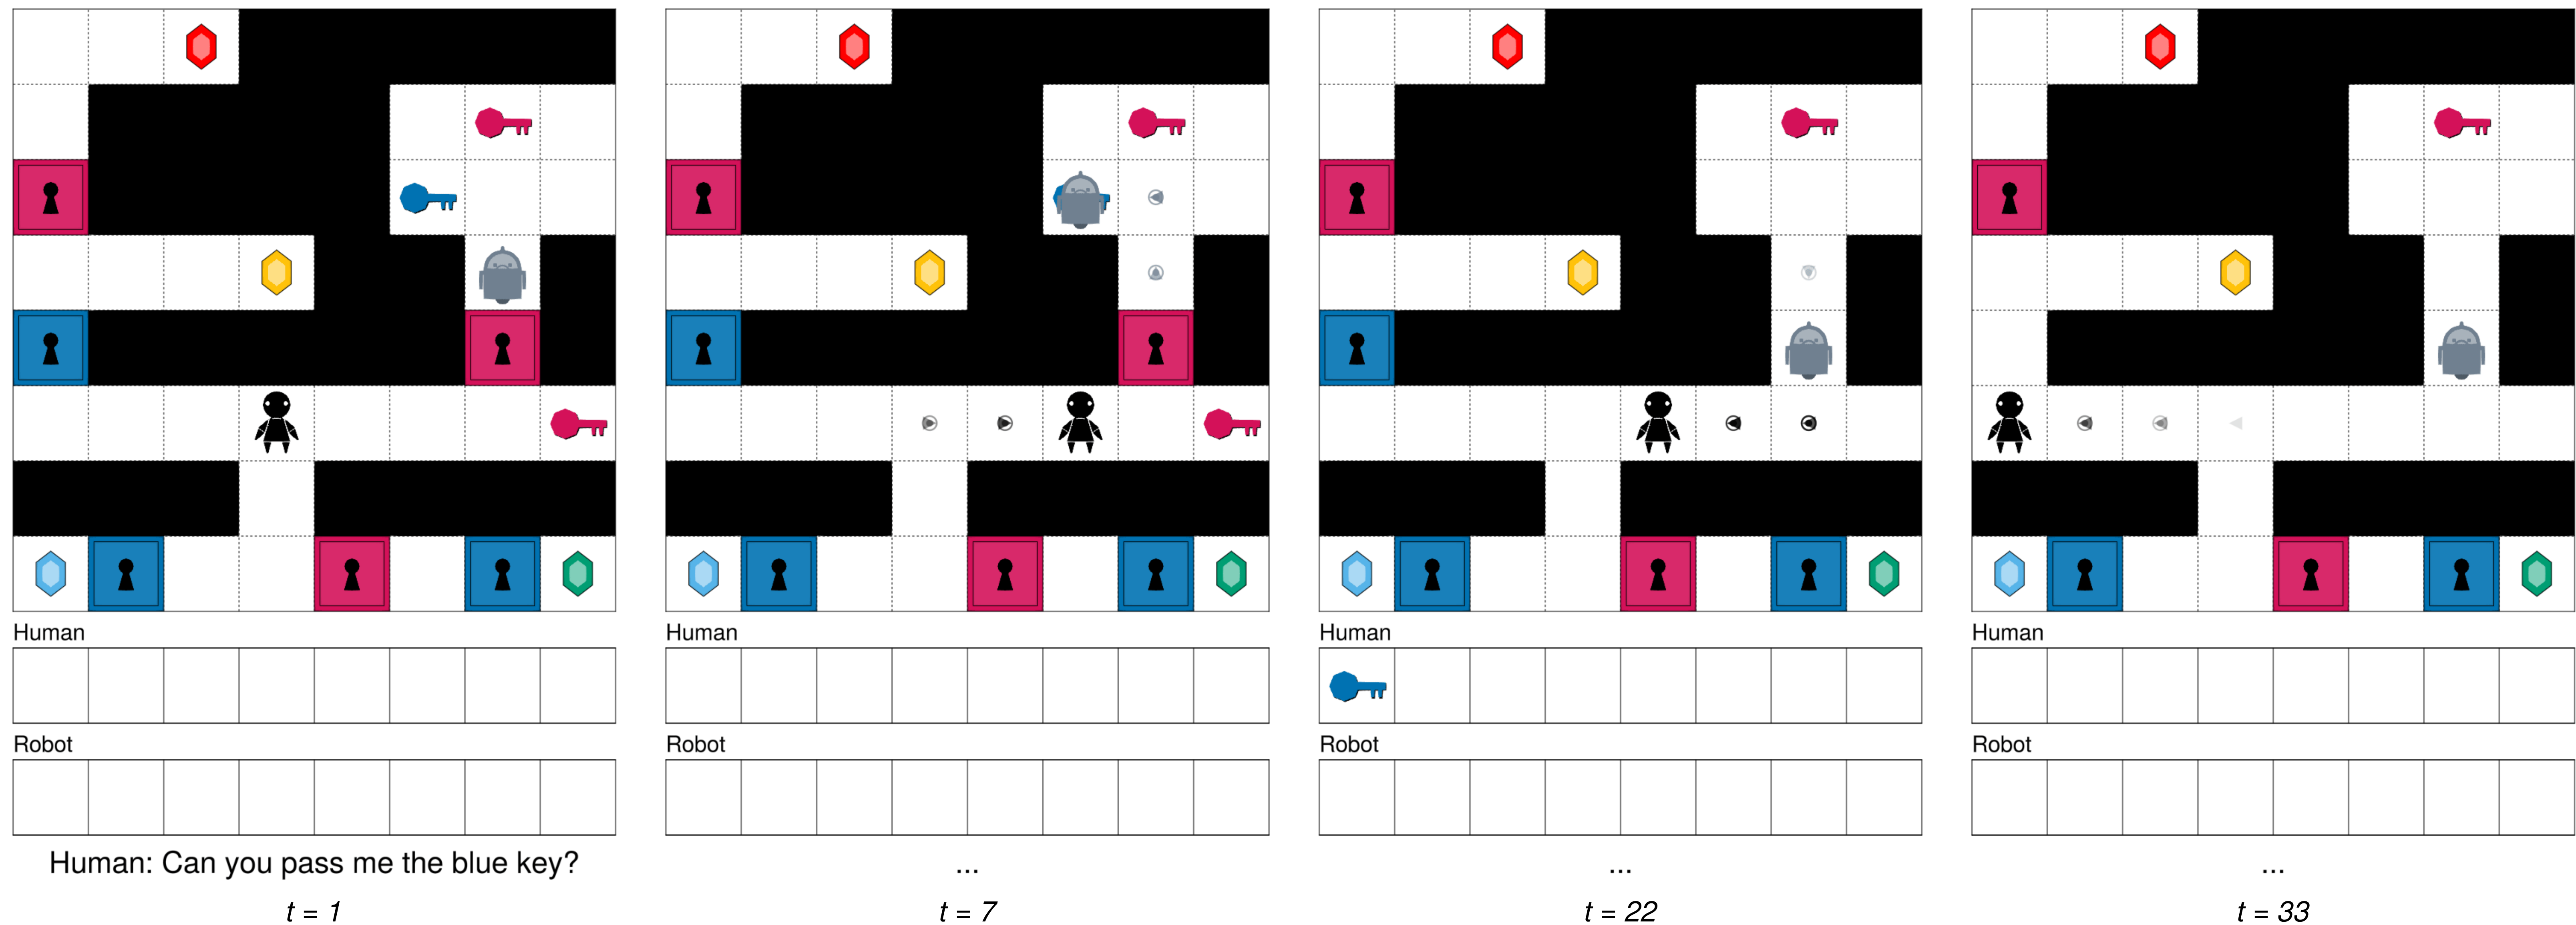 Human
Human
Human
Human
Robot
Robot
Robot
Robot
Human: Can you pass me the blue key?
...
...
...
t = 1
t = 7
t = 22
t = 33